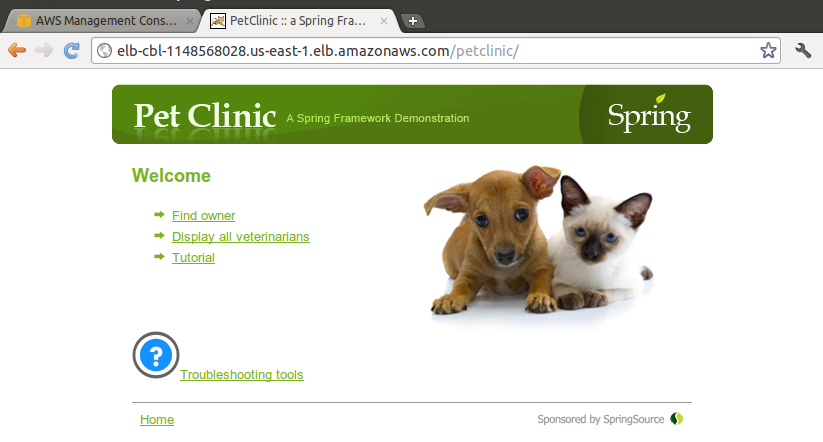 AWS Management Cons...
PetClinic :: a Spring Fra...
elb-cbl-1148568028.us-east-1.elb.amazonaws.com/petclinic/
Pet Clinic A Spring Framework Demonstration
Spring
Welcome
Find owner
Display all veterinarians
Tutorial
?
Troubleshooting tools
Home
Sponsored by SpringSource